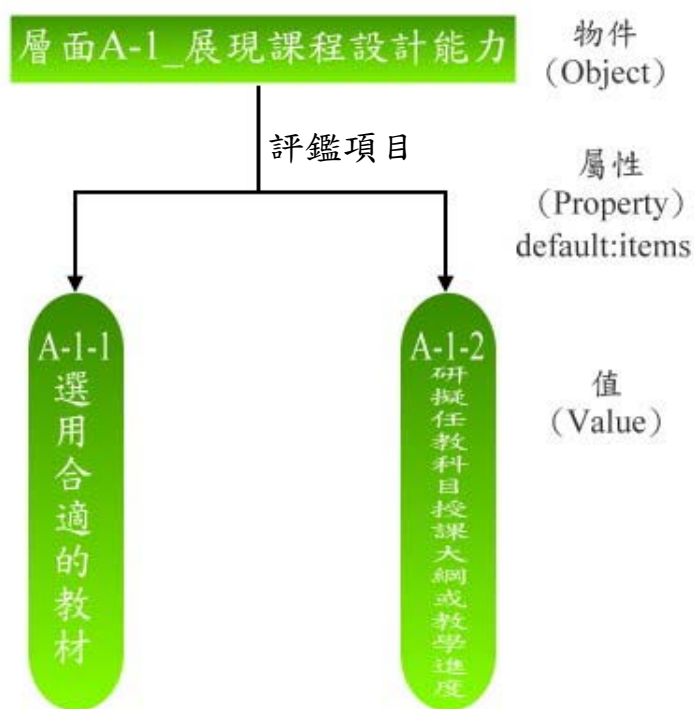 層面A-1_展現課程設計能力
物件
(Object)
評鑑項目
屬性
(Property)
default:items
A-1-1
選用合適的教材
A-1-2
研擬任教科目授課大綱或教學進度
值
(Value)